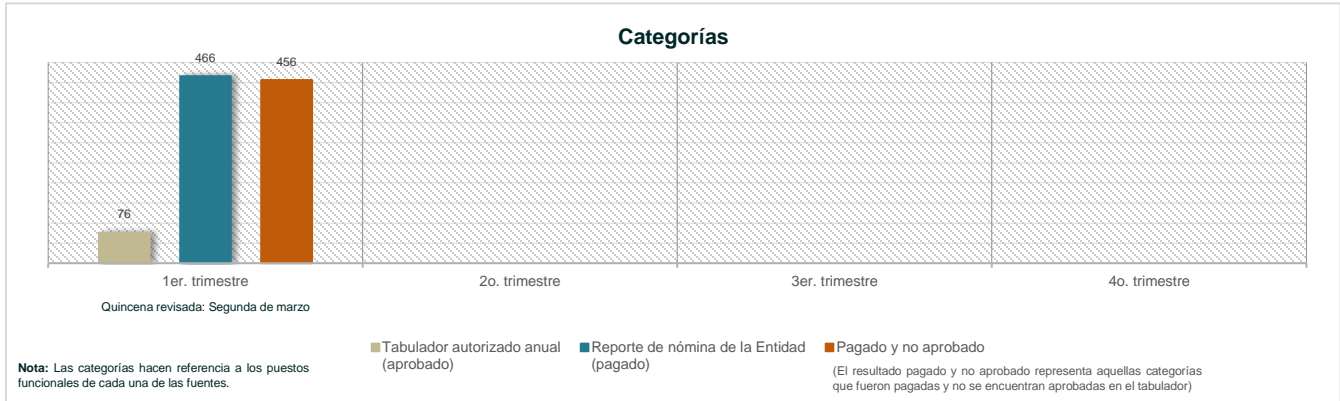 Categorías
466
456
76
1er. trimestre
2o. trimestre
3er. trimestre
4o. trimestre
Quincena revisada: Segunda de marzo
Tabulador autorizado anual
(aprobado)
Reporte de nómina de la Entidad
(pagado)
Pagado y no aprobado
(El resultado pagado y no aprobado representa aquellas categorías
que fueron pagadas y no se encuentran aprobadas en el tabulador)
Nota: Las categorías hacen referencia a los puestos
funcionales de cada una de las fuentes.